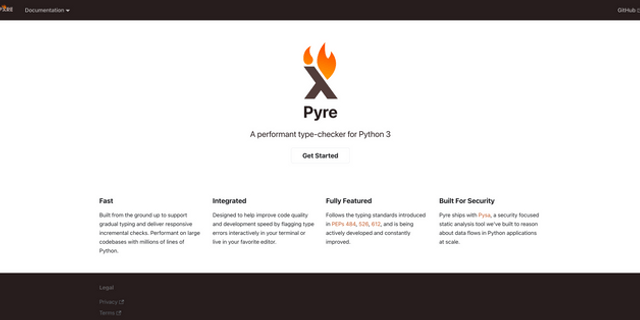 Documentation
GitHub
Pyre
A performant type-checker for Python 3
Get Started
Fast
Built from the ground up to support
gradual typing and deliver responsive
incremental checks. Performant on large
codebases with millions of lines of
Python.
Integrated
Designed to help improve code quality
and development speed by flagging type
errors interactively in your terminal or
live in your favorite editor.
Fully Featured
Follows the typing standards introduced
in PEPs 484, 526, 612, and is being
actively developed and constantly
improved.
Built For Security
Pyre ships with Pysa, a security focused
static analysis tool we've built to reason
about data flows in Python applications
at scale.
Legal
Privacy
Terms